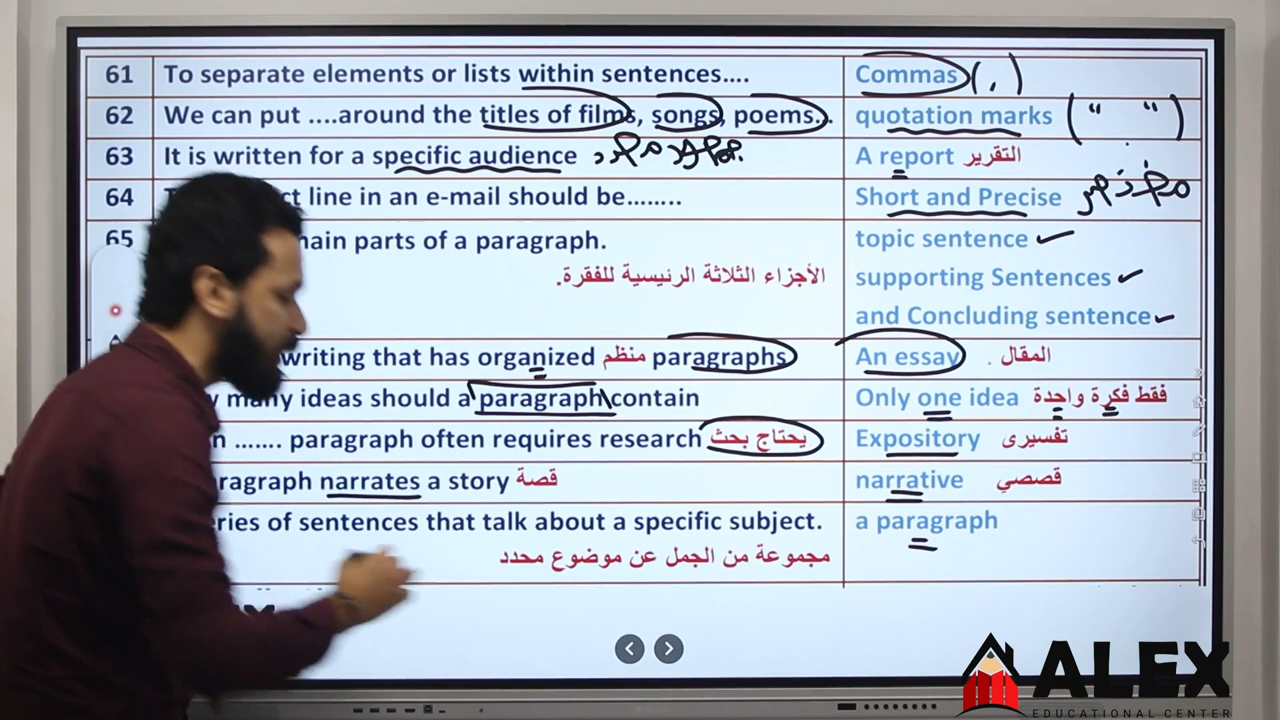 61 To separate elements or lists within sentences.... Commas ( , )
62 We can put ....around the titles of films, songs, poems... quotation marks ( “ ” )
63 It is written for a specific audience جمهور محدد A report التقرير
64 ct line in an e-mail should be........ Short and Precise
65 main parts of a paragraph. topic sentence
الأجزاء الثلاثة الرئيسية للفقرة. supporting Sentences
and Concluding sentence
writing that has organized منظم paragraphs An essay المقال .
many ideas should a paragraph contain Only one idea فقط فكرة واحدة
....... paragraph often requires research يحتاج بحث Expository تفسيرى
paragraph narrates a story قصة narrative قصصي
eries of sentences that talk about a specific subject. a paragraph
مجموعة من الجمل عن موضوع محدد
ALEX
EDUCATIONAL CENTER